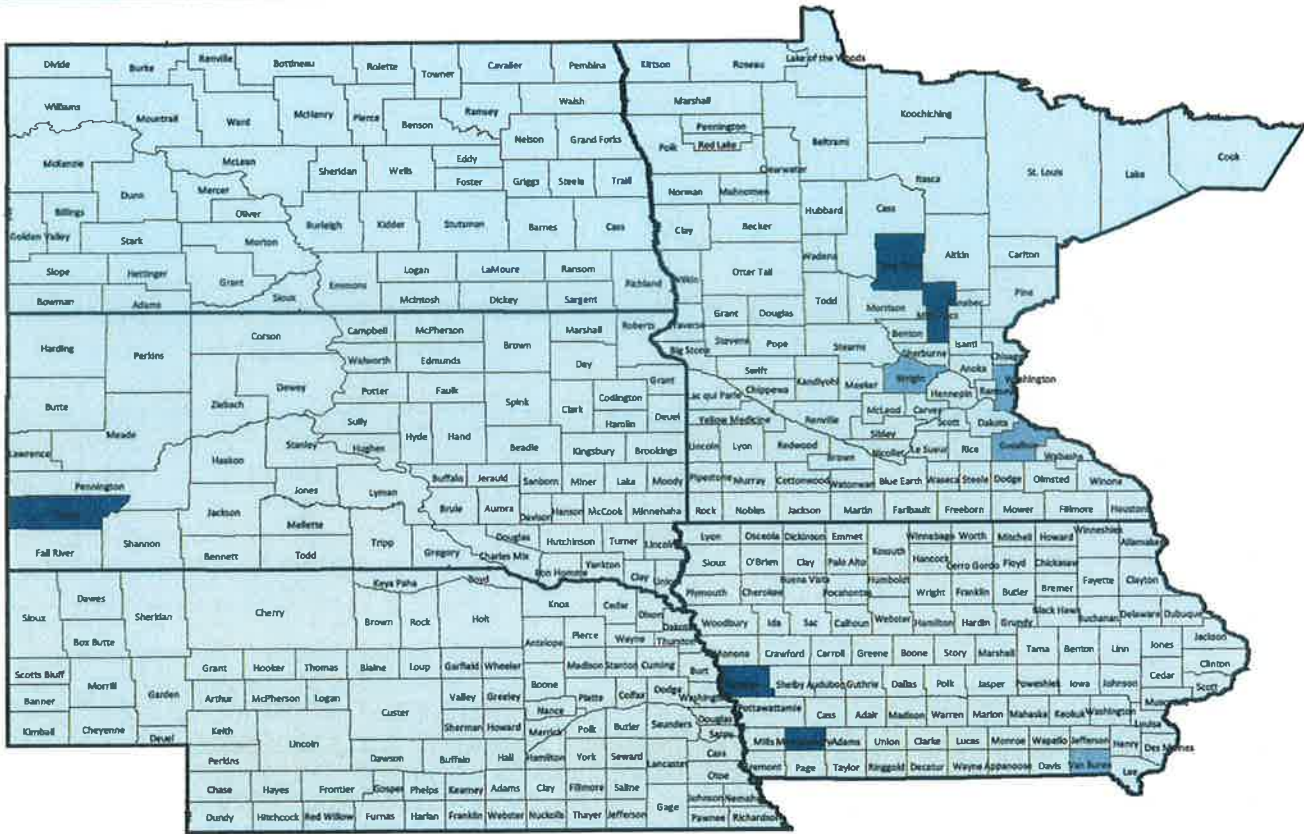 Divide Burke Renville Bottineau Rolette Towner Cavalier Pembina Kittson Roseau Lake of the Woods
Williams Mountrail Ward McHenry Pierce Benson Ramsey Walsh Marshall Koochiching
Pennington
Nelson Grand Forks Polk Red Lake Beltrami Cook
McKenzie McLean Sheridan Wells Eddy Clearwater Itasca St. Louis Lake
Dunn Mercer Foster Griggs Steele Traill Norman Mahnomen
Billings Oliver Hubbard Cass
Golden Valley Stark Morton Burleigh Kidder Stutsman Barnes Cass Clay Becker
Slope Hettinger Grant Logan LaMoure Ransom Otter Tail Wadena Aitkin Carlton
Bowman Adams Sioux Emmons McIntosh Dickey Sargent Richland Wilkin Todd Morrison Pine
Harding Perkins Corson Campbell McPherson Brown Marshall Roberts Traverse Grant Douglas Benton Isanti
Walworth Edmunds Day Big Stone Stevens Pope Stearns Sherburne Anoka Chisago
Butte Ziebach Dewey Potter Faulk Spink Clark Codington Grant Swift Chippewa Kandiyohi Meeker Wright Hennepin Ramsey Washington
Meade Sully Hyde Hand Hamlin Deuel Lac qui Parle Yellow Medicine Renville McLeod Carver Scott Dakota
Lawrence Haakon Stanley Hughes Beadle Kingsbury Brookings Lincoln Lyon Redwood Brown Sibley Nicollet Le Sueur Rice Goodhue Wabasha
Pennington Jones Lyman Buffalo Jerauld Sanborn Miner Lake Moody Pipestone Murray Cottonwood Watonwan Blue Earth Waseca Steele Dodge Olmsted Winona
Jackson Mellette Brule Aurora Davison Hanson McCook Minnehaha Rock Nobles Jackson Martin Faribault Freeborn Mower Fillmore Houston
Fall River Shannon Bennett Todd Tripp Gregory Charles Mix Douglas Hutchinson Turner Lincoln Lyon Osceola Dickinson Emmet Kossuth Winnebago Worth Mitchell Howard Winneshiek Allamakee
Bon Homme Yankton Clay Union Sioux O'Brien Clay Palo Alto Hancock Cerro Gordo Floyd Chickasaw
Sioux Dawes Sheridan Cherry Keya Paha Boyd Knox Cedar Dixon Plymouth Cherokee Buena Vista Pocahontas Humboldt Wright Franklin Butler Bremer Fayette Clayton
Box Butte Brown Rock Holt Antelope Pierce Wayne Dakota Thurston Woodbury Ida Sac Calhoun Webster Hamilton Hardin Grundy Black Hawk Buchanan Delaware Dubuque
Scotts Bluff Grant Hooker Thomas Blaine Loup Garfield Wheeler Madison Stanton Cuming Burt Monona Crawford Carroll Greene Boone Story Marshall Tama Benton Linn Jones Jackson
Banner Morrill Garden Arthur McPherson Logan Custer Valley Greeley Boone Nance Platte Colfax Dodge Washington Shelby Audubon Guthrie Dallas Polk Jasper Poweshiek Iowa Johnson Cedar Clinton Scott
Kimball Cheyenne Deuel Keith Lincoln Sherman Howard Merrick Polk Butler Saunders Douglas Sarpy Pottawattamie Cass Adair Madison Warren Marion Mahaska Keokuk Washington Louisa
Perkins Dawson Buffalo Hall Hamilton York Seward Lancaster Cass Otoe Mills Adams Union Clarke Lucas Monroe Wapello Jefferson Henry Des Moines
Chase Hayes Frontier Gosper Phelps Kearney Adams Clay Fillmore Saline Gage Johnson Nemaha Page Taylor Ringgold Decatur Wayne Appanoose Davis Van Buren Lee
Dundy Hitchcock Red Willow Furnas Harlan Franklin Webster Nuckolls Thayer Jefferson Pawnee Richardson